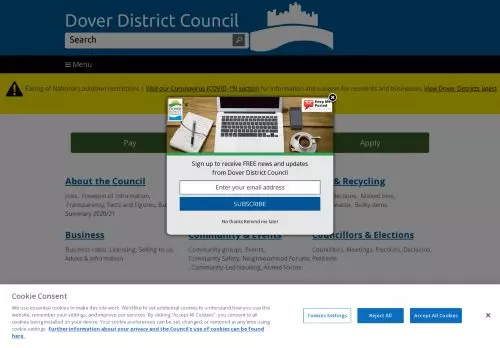 Dover District Council
Search
≡ Menu
Easing of National Lockdown restrictions | Visit our Coronavirus (COVID-19) section for information and support for residents and businesses. View Dover Districts latest
Keep Me Posted
Pay
Apply
Sign up to receive FREE news and updates
from Dover District Council
Enter your email address
SUBSCRIBE
No thanks Remind me later
About the Council
Jobs, Freedom of Information,
Transparency, Facts and Figures,
Summary 2020/21
& Recycling
Missed bins,
Bulky items
Business
Business rates, Licensing, Selling to us,
Advice & Information
Community & Events
Community groups, Events,
Community Safety, Neighbourhood Forums,
Community-Led Housing, Armed Forces
Councillors & Elections
Councillors, Meetings, Elections, Decisions,
Petitions
Cookie Consent
We use essential cookies to make this site work. We'd like to set additional cookies to understand how you use the
website, remember your settings, and improve our services. By clicking "Accept All Cookies", you consent to all
cookies being installed on your device. Your cookie preferences can be set, changed, or removed at any time using
cookie settings. Further information about your privacy and the Council's use of cookies can be found
here.
Cookies Settings
Reject All
Accept All Cookies